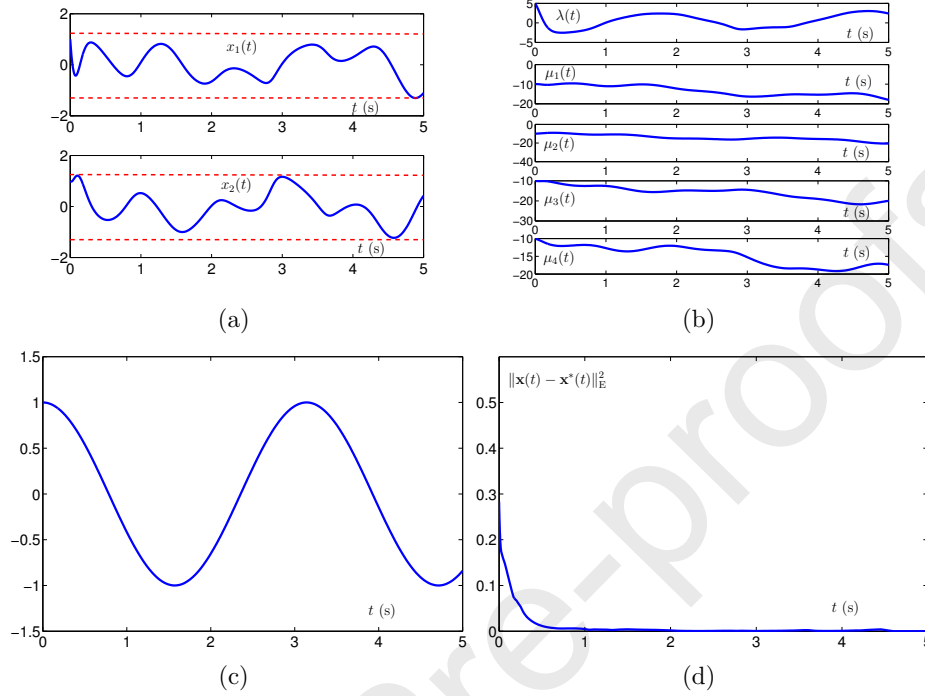 2
x₁(t)
0
t (s)
−2
0 1 2 3 4 5
2
x₂(t)
0
t (s)
−2
0 1 2 3 4 5
(a)
5
λ(t)
0
t (s)
−5
0 1 2 3 4 5
0
μ₁(t)
t (s)
−10
−20
0 1 2 3 4 5
0
μ₂(t)
−20
t (s)
−40
0 1 2 3 4 5
−10
μ₃(t)
−20
t (s)
−30
0 1 2 3 4 5
−10
t (s)
−15
μ₄(t)
−20
0 1 2 3 4 5
(b)
1.5
1
0.5
0
−0.5
−1
t (s)
−1.5
0 1 2 3 4 5
(c)
‖x(t) − x*(t)‖²_E
0.5
0.4
0.3
0.2
0.1
t (s)
0
0 1 2 3 4 5
(d)
re-proofs